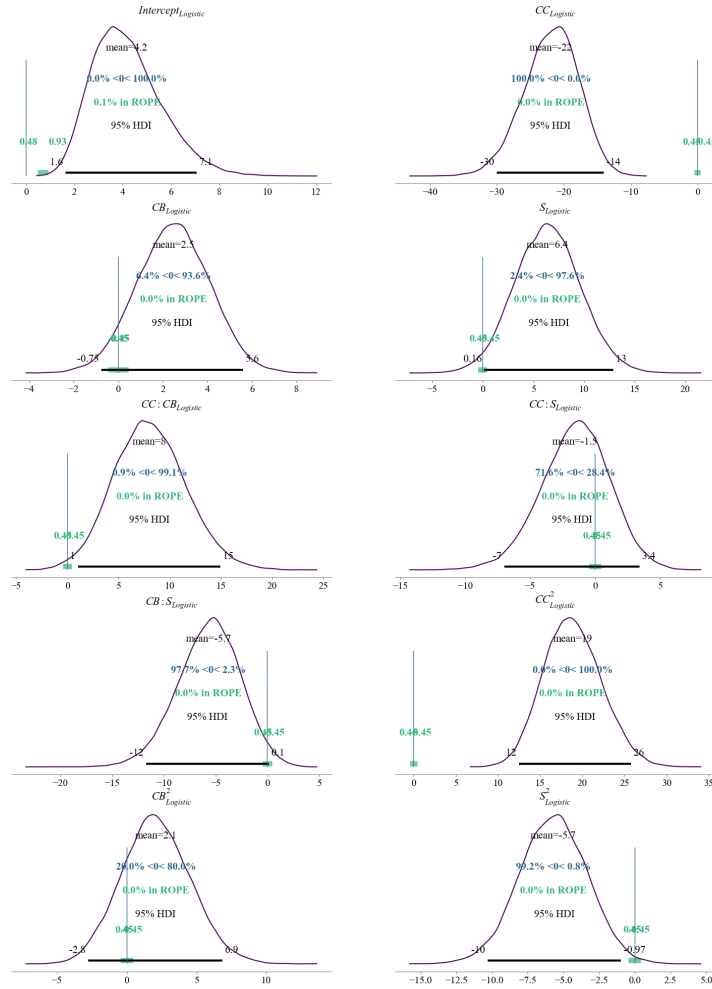 Intercept_Logistic
mean=4.2
0.0% <0< 100.0%
0.1% in ROPE
95% HDI
0.48 0.93
1.6 7.1
0 2 4 6 8 10 12
CC_Logistic
mean=-22
100.0% <0< 0.0%
0.0% in ROPE
95% HDI
-30 -14
−40 −30 −20 −10 0
CB_Logistic
mean=2.5
6.4% <0< 93.6%
0.0% in ROPE
95% HDI
-0.75 5.6
−4 −2 0 2 4 6 8
S_Logistic
mean=6.4
2.4% <0< 97.6%
0.0% in ROPE
95% HDI
0.16 13
−5 0 5 10 15 20
CC : CB_Logistic
mean=8
0.9% <0< 99.1%
0.0% in ROPE
95% HDI
1 15
−5 0 5 10 15 20 25
CC : S_Logistic
mean=-1.5
71.6% <0< 28.4%
0.0% in ROPE
95% HDI
-7 3.4
−15 −10 −5 0 5
CB : S_Logistic
mean=-5.7
97.7% <0< 2.3%
0.0% in ROPE
95% HDI
-12 0.1
−20 −15 −10 −5 0 5
CC²_Logistic
mean=19
0.0% <0< 100.0%
0.0% in ROPE
95% HDI
12 26
0 5 10 15 20 25 30 35
CB²_Logistic
mean=2.1
20.0% <0< 80.0%
0.0% in ROPE
95% HDI
-2.8 6.9
−5 0 5 10
S²_Logistic
mean=-5.7
99.2% <0< 0.8%
0.0% in ROPE
95% HDI
-10 -0.97
−15.0 −12.5 −10.0 −7.5 −5.0 −2.5 0.0 2.5